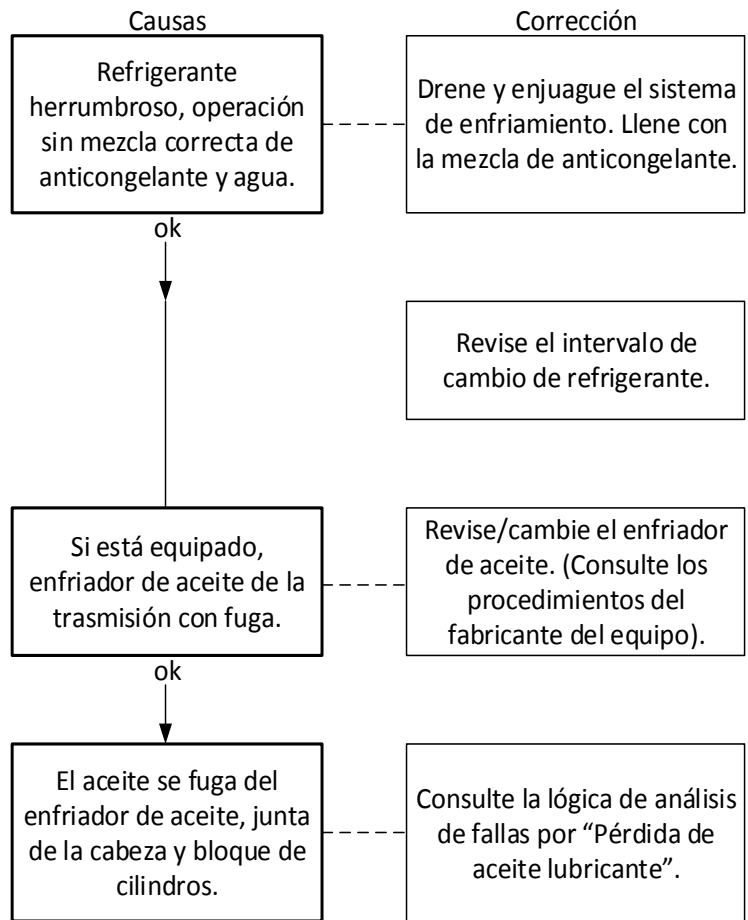 Causas
Corrección
Refrigerante
herrumbroso, operación
sin mezcla correcta de
anticongelante y agua.
Drene y enjuague el sistema
de enfriamiento. Llene con
la mezcla de anticongelante.
ok
Revise el intervalo de
cambio de refrigerante.
Si está equipado,
enfriador de aceite de la
trasmisión con fuga.
Revise/cambie el enfriador
de aceite. (Consulte los
procedimientos del
fabricante del equipo).
ok
El aceite se fuga del
enfriador de aceite, junta
de la cabeza y bloque de
cilindros.
Consulte la lógica de análisis
de fallas por “Pérdida de
aceite lubricante”.